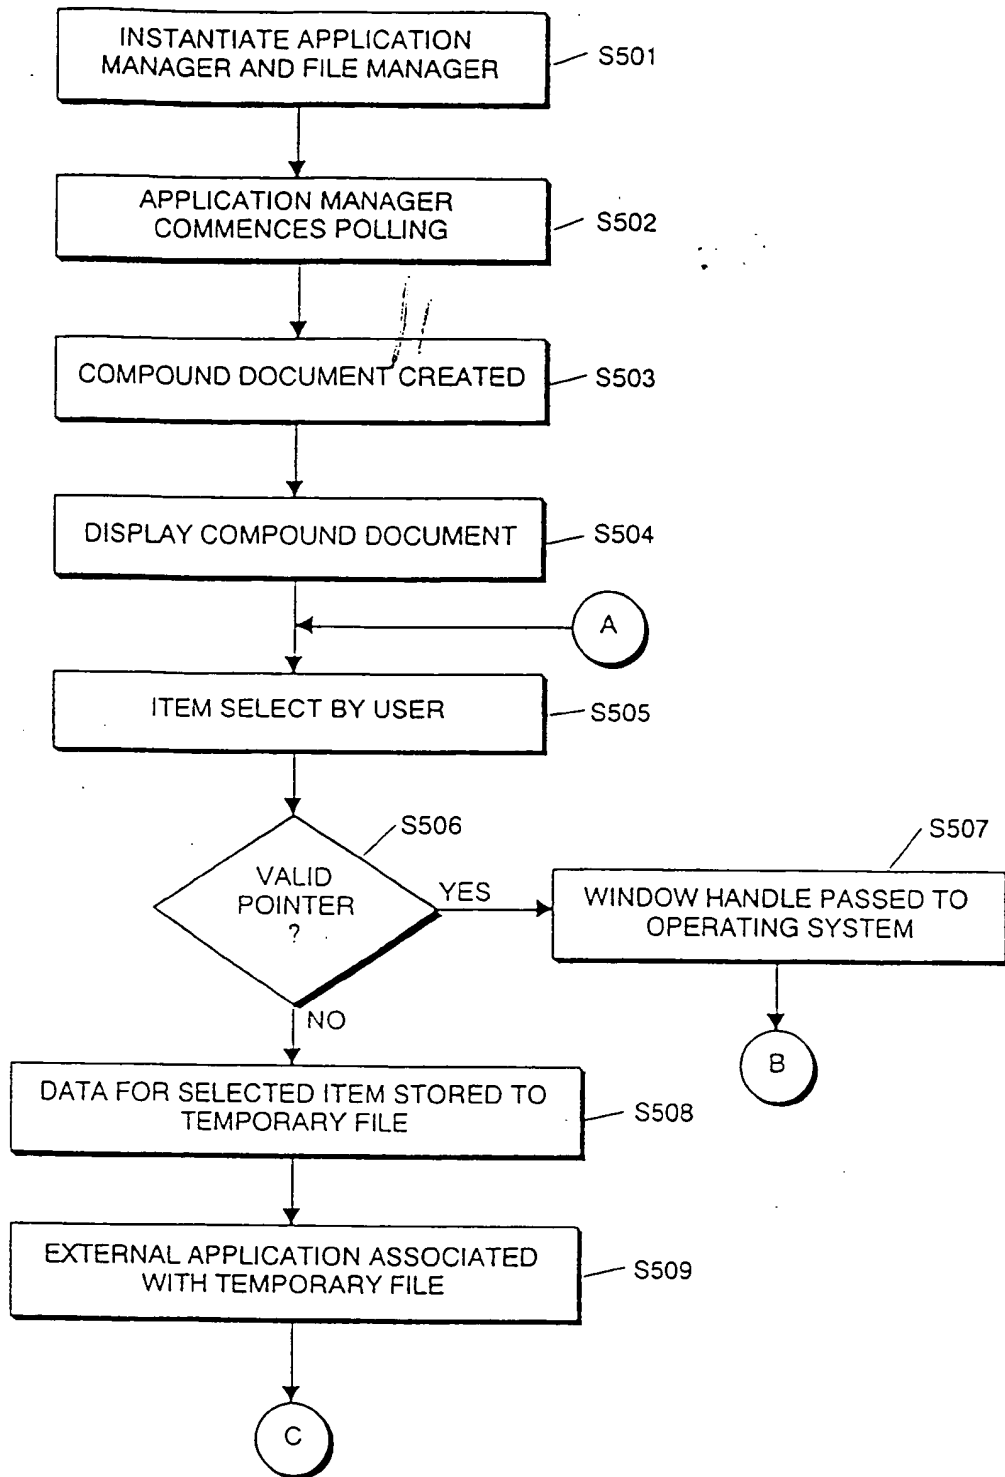 INSTANTIATE APPLICATION
MANAGER AND FILE MANAGER
S501
APPLICATION MANAGER
COMMENCES POLLING
S502
COMPOUND DOCUMENT CREATED
S503
DISPLAY COMPOUND DOCUMENT
S504
A
ITEM SELECT BY USER
S505
S506
VALID
POINTER
?
YES
S507
WINDOW HANDLE PASSED TO
OPERATING SYSTEM
B
NO
DATA FOR SELECTED ITEM STORED TO
TEMPORARY FILE
S508
EXTERNAL APPLICATION ASSOCIATED
WITH TEMPORARY FILE
S509
C